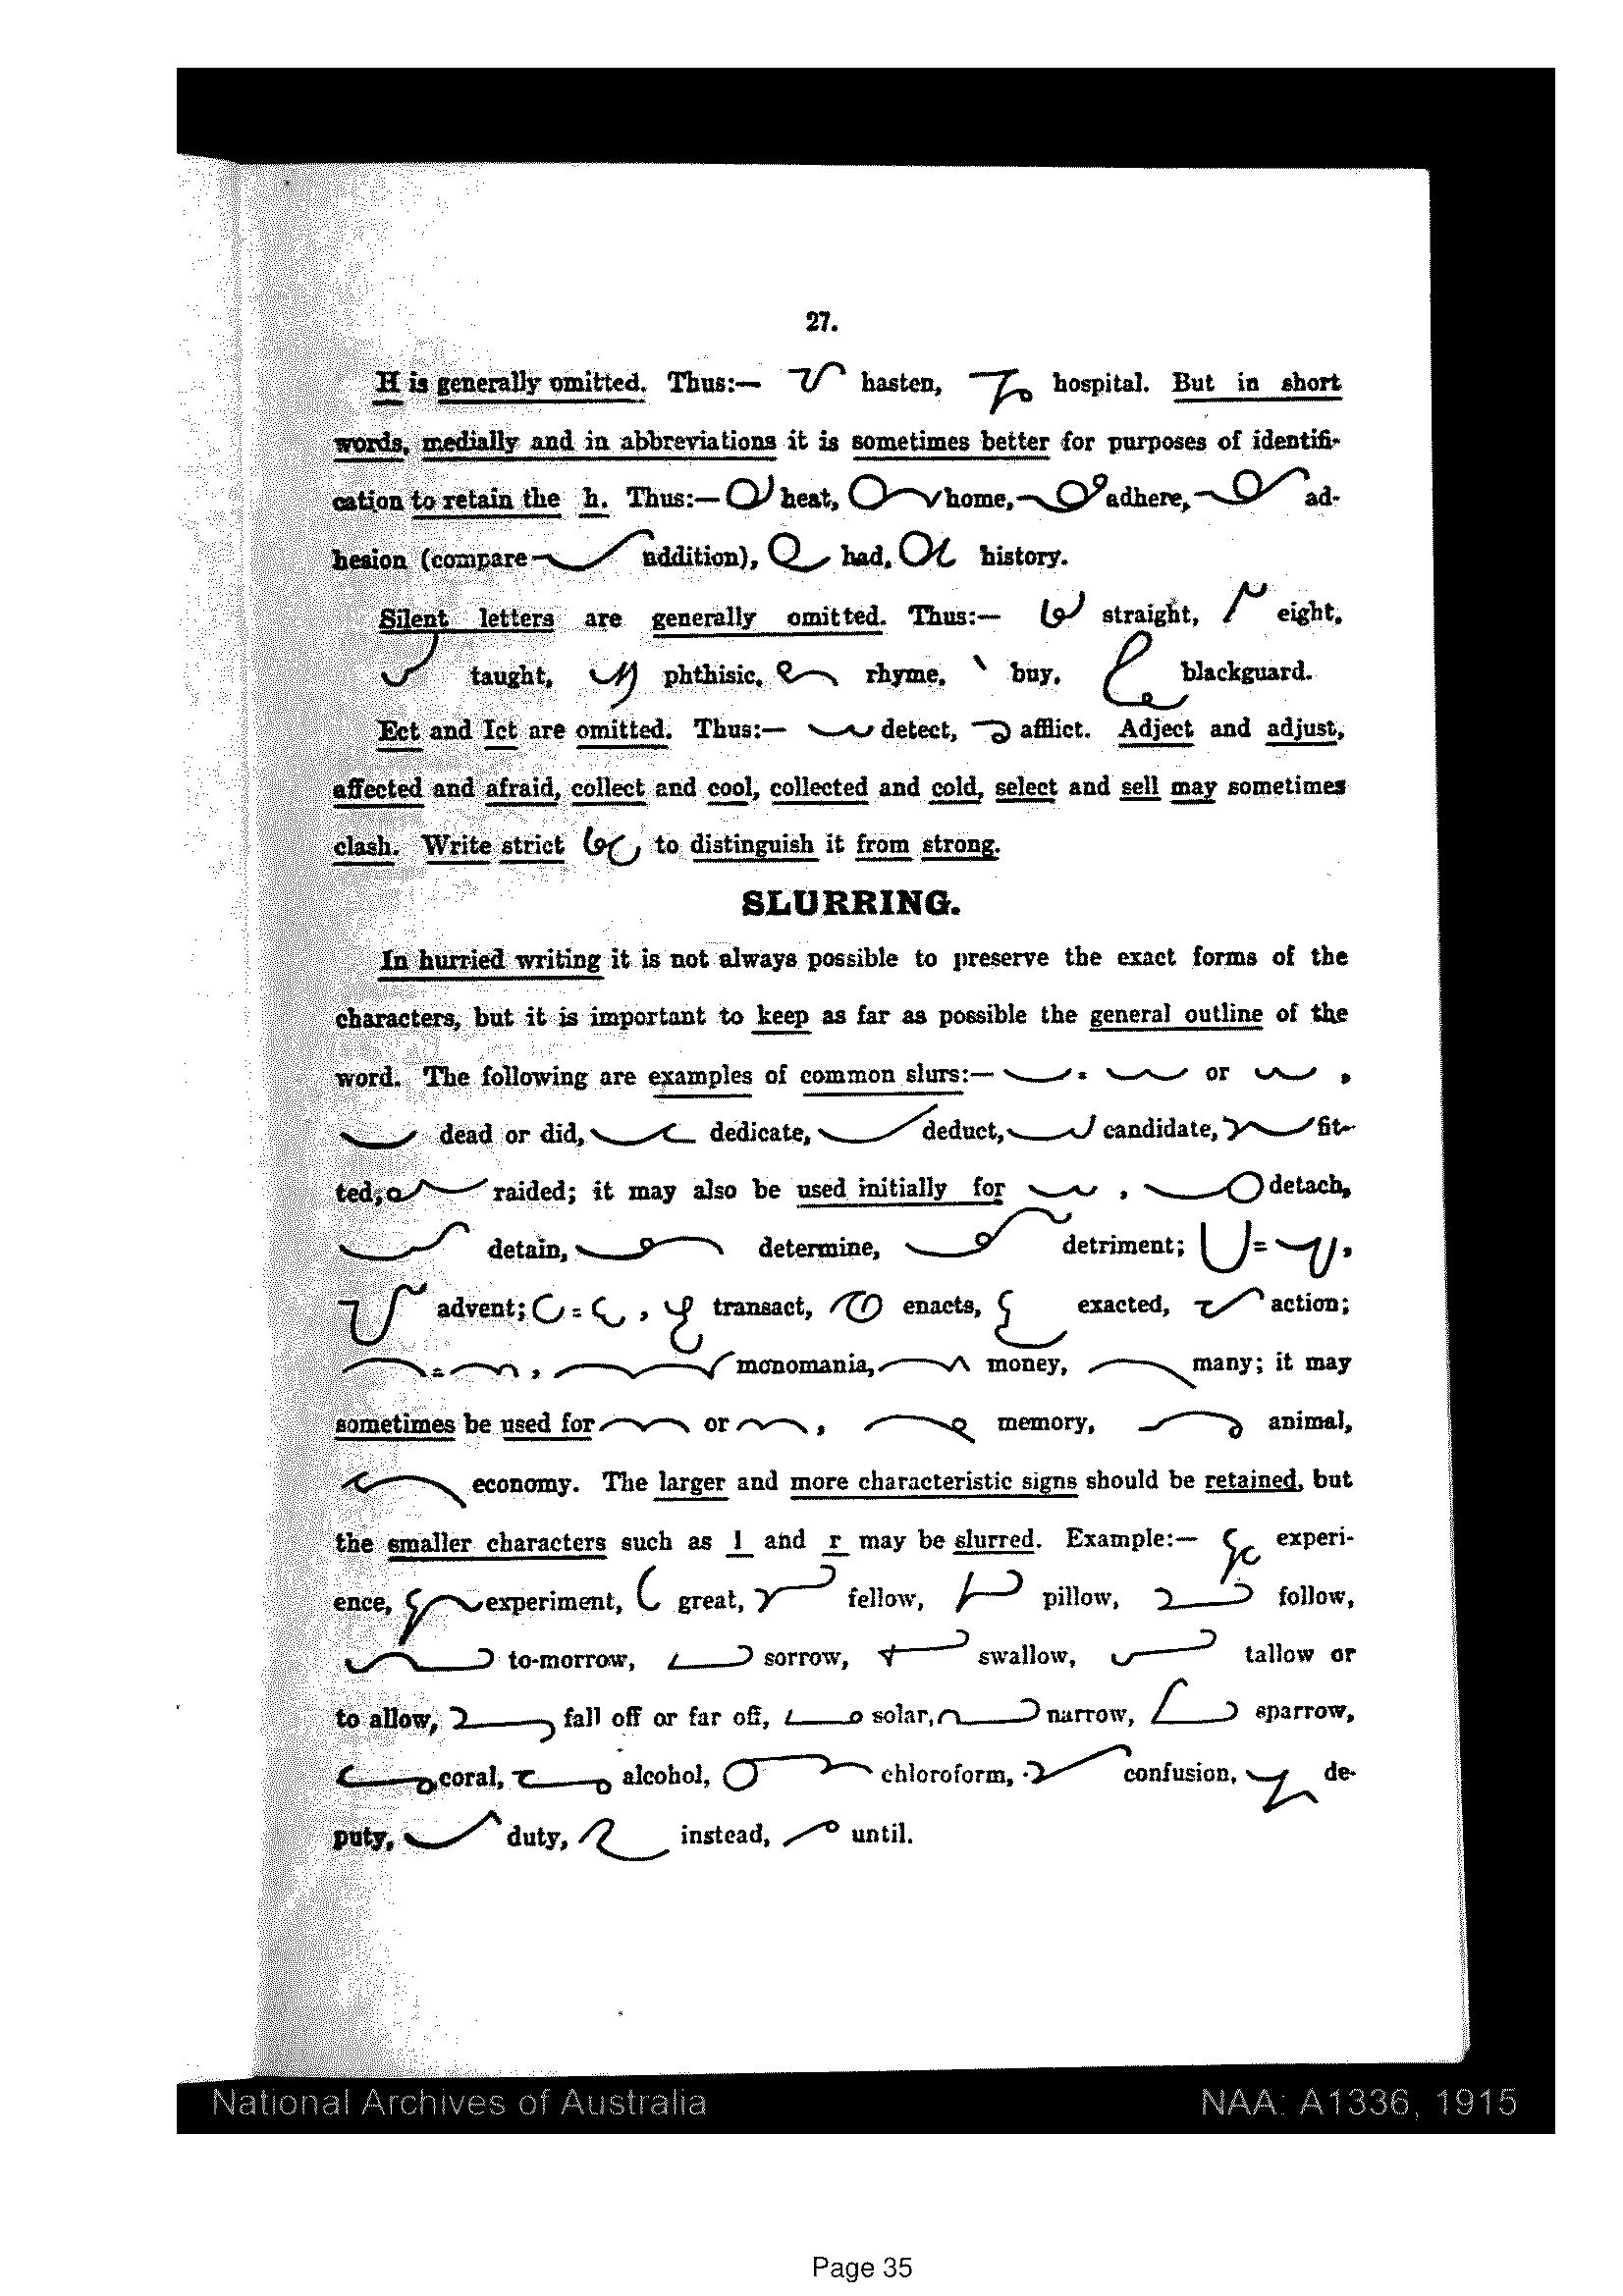 27.
H is generally omitted. Thus:— hasten, hospital. But in short
words, medially and in abbreviations it is sometimes better for purposes of identifi-
cation to retain the h. Thus:— heat, home, adhere, ad-
hesion (compare addition), had, history.
Silent letters are generally omitted. Thus:— straight, eight,
taught, phthisic, rhyme, buy, blackguard.
Ect and Ict are omitted. Thus:— detect, afflict. Adject and adjust,
affected and afraid, collect and cool, collected and cold, select and sell may sometimes
clash. Write strict to distinguish it from strong.
SLURRING.
In hurried writing it is not always possible to preserve the exact forms of the
characters, but it is important to keep as far as possible the general outline of the
word. The following are examples of common slurs:— = or ,
dead or did, dedicate, deduct, candidate, fit-
ted, raided; it may also be used initially for , detach,
detain, determine, detriment; = ,
advent; = , transact, enacts, exacted, action;
= , monomania, money, many; it may
sometimes be used for or , memory, animal,
economy. The larger and more characteristic signs should be retained, but
the smaller characters such as l and r may be slurred. Example:— experi-
ence, experiment, great, fellow, pillow, follow,
to-morrow, sorrow, swallow, tallow or
to allow, fall off or far off, solar, narrow, sparrow,
coral, alcohol, chloroform, confusion, de-
puty, duty, instead, until.
National Archives of Australia NAA: A1336, 1915
Page 35